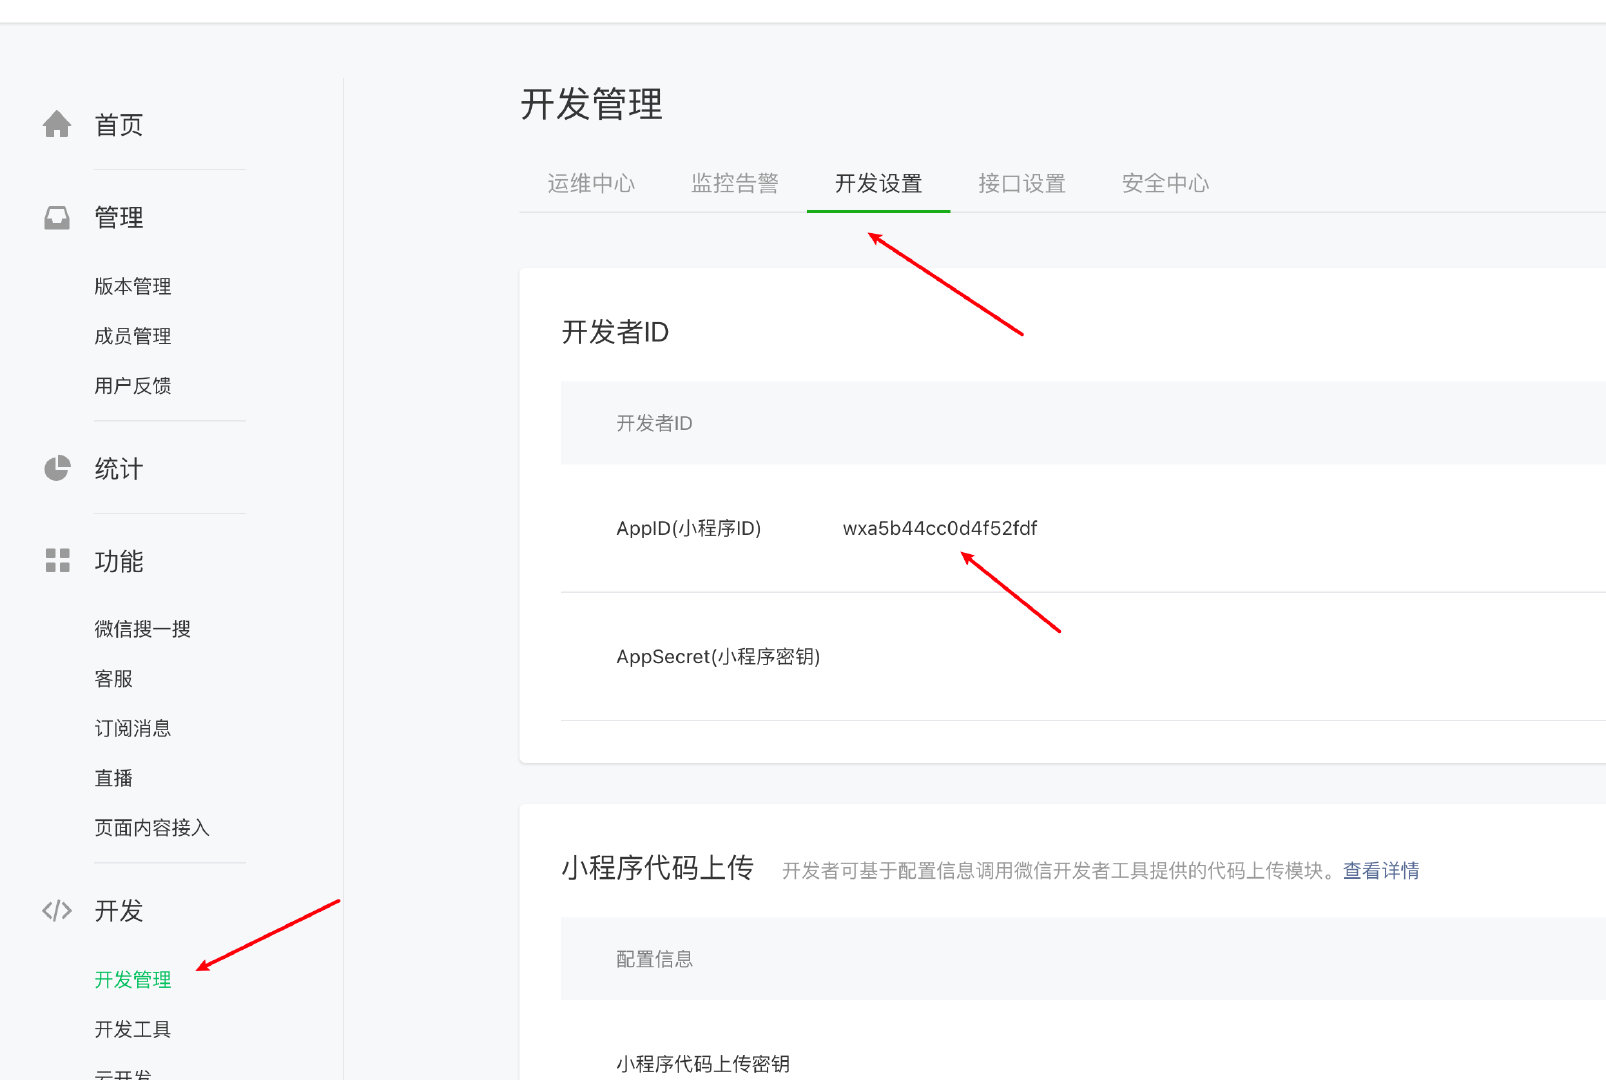 首页
管理
版本管理
成员管理
用户反馈
统计
功能
微信搜一搜
客服
订阅消息
直播
页面内容接入
开发
开发管理
开发工具
云开发
开发管理
运维中心 监控告警 开发设置 接口设置 安全中心
开发者ID
开发者ID
AppID(小程序ID) wxa5b44cc0d4f52fdf
AppSecret(小程序密钥)
小程序代码上传 开发者可基于配置信息调用微信开发者工具提供的代码上传模块。查看详情
配置信息
小程序代码上传密钥